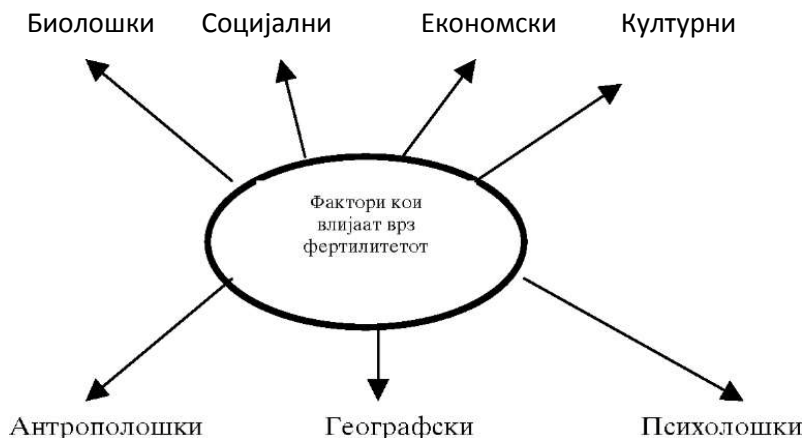 Биолошки Социјални Економски Културни
Фактори кои
влијаат врз
фертилитетот
Антрополошки Географски Психолошки